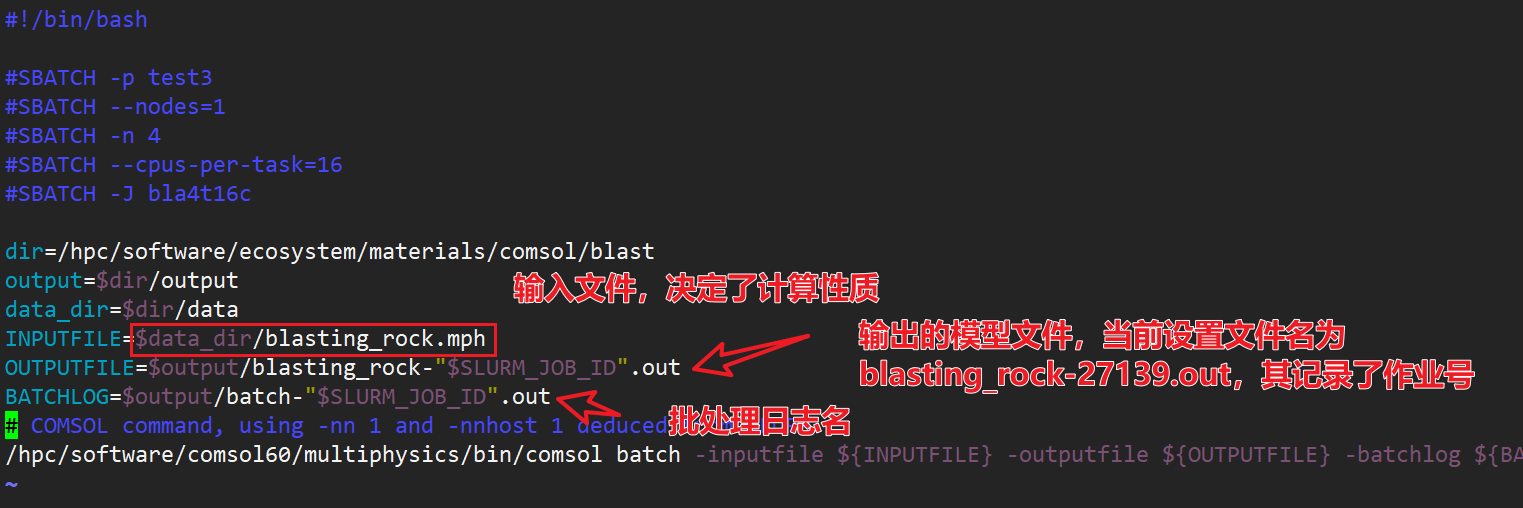 #!/bin/bash
#SBATCH -p test3
#SBATCH --nodes=1
#SBATCH -n 4
#SBATCH --cpus-per-task=16
#SBATCH -J bla4t16c
dir=/hpc/software/ecosystem/materials/comsol/blast
output=$dir/output
输入文件，决定了计算性质
data_dir=$dir/data
INPUTFILE=$data_dir/blasting_rock.mph
输出的模型文件，当前设置文件名为
OUTPUTFILE=$output/blasting_rock-"$SLURM_JOB_ID".out
blasting_rock-27139.out，其记录了作业号
BATCHLOG=$output/batch-"$SLURM_JOB_ID".out
批处理日志名
# COMSOL command, using -nn 1 and -nnhost 1 deduced
/hpc/software/comsol60/multiphysics/bin/comsol batch -inputfile ${INPUTFILE} -outputfile ${OUTPUTFILE} -batchlog ${BA
~